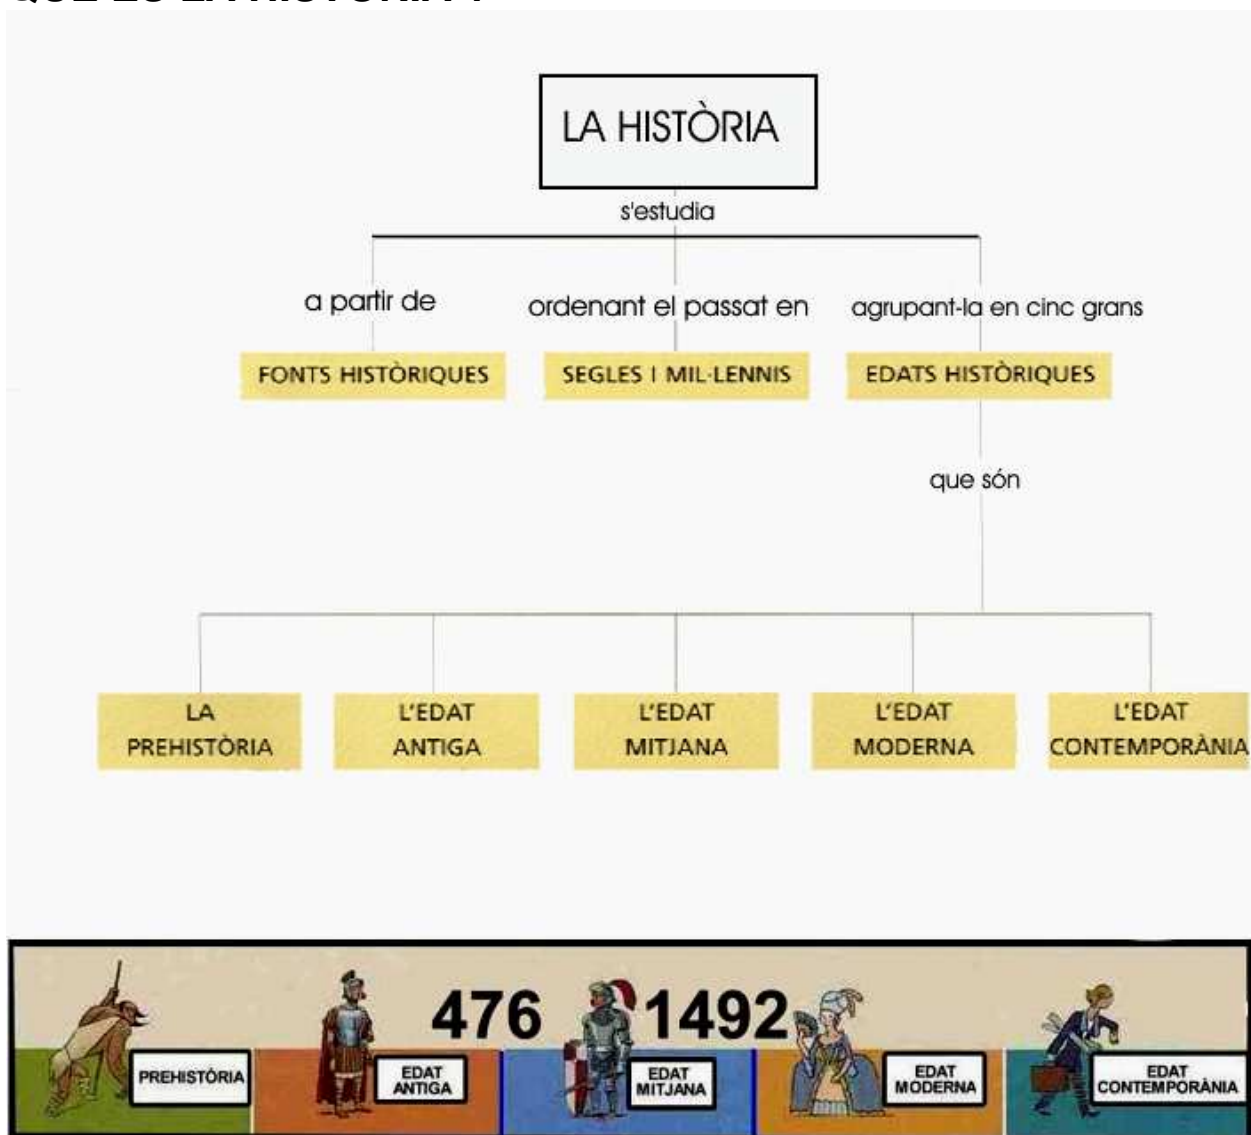 LA HISTÒRIA
s'estudia
a partir de
ordenant el passat en
agrupant-la en cinc grans
FONTS HISTÒRIQUES
SEGLES I MIL·LENNIS
EDATS HISTÒRIQUES
que són
LA
PREHISTÒRIA
L'EDAT
ANTIGA
L'EDAT
MITJANA
L'EDAT
MODERNA
L'EDAT
CONTEMPORÀNIA
476
1492
PREHISTÒRIA
EDAT
ANTIGA
EDAT
MITJANA
EDAT
MODERNA
EDAT
CONTEMPORÀNIA